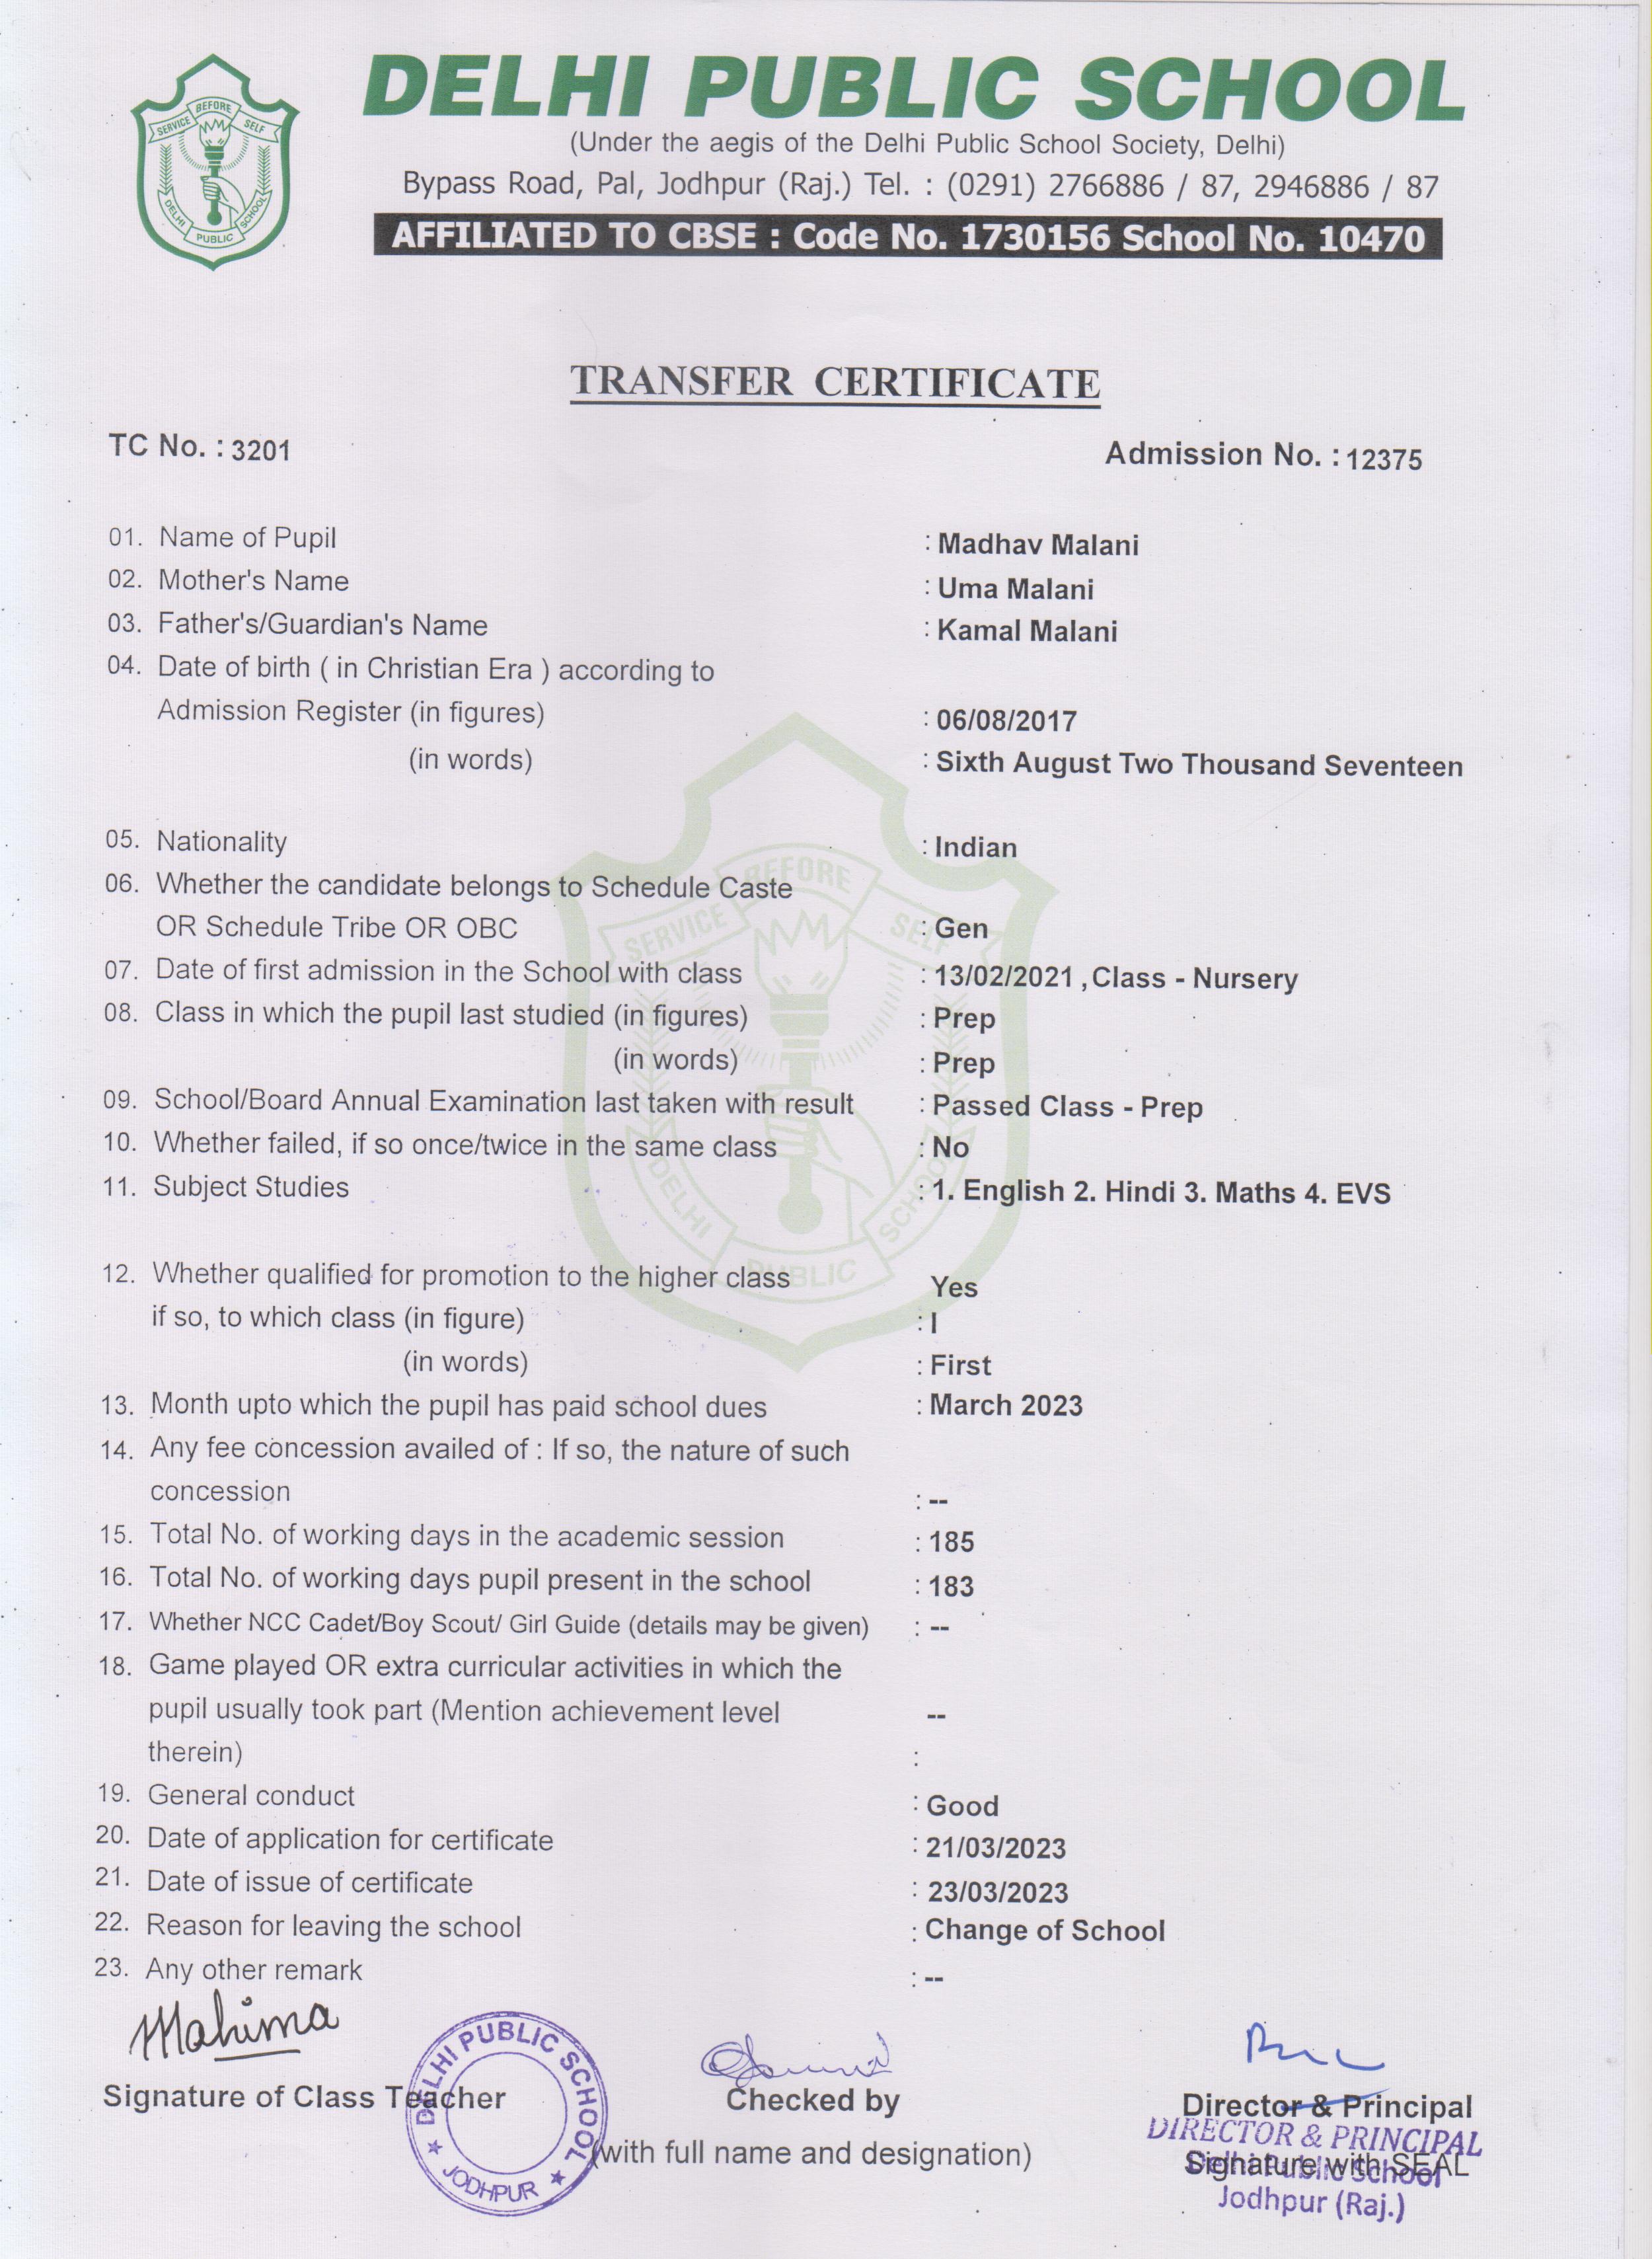 SERVICE BEFORE SELF
DELHI PUBLIC SCHOOL
DELHI PUBLIC SCHOOL
(Under the aegis of the Delhi Public School Society, Delhi)
Bypass Road, Pal, Jodhpur (Raj.) Tel. : (0291) 2766886 / 87, 2946886 / 87
AFFILIATED TO CBSE : Code No. 1730156 School No. 10470
TRANSFER CERTIFICATE
TC No. : 3201 Admission No. : 12375
01. Name of Pupil : Madhav Malani
02. Mother's Name : Uma Malani
03. Father's/Guardian's Name : Kamal Malani
04. Date of birth ( in Christian Era ) according to
Admission Register (in figures) : 06/08/2017
(in words) : Sixth August Two Thousand Seventeen
05. Nationality : Indian
06. Whether the candidate belongs to Schedule Caste
OR Schedule Tribe OR OBC : Gen
07. Date of first admission in the School with class : 13/02/2021 , Class - Nursery
08. Class in which the pupil last studied (in figures) : Prep
(in words) : Prep
09. School/Board Annual Examination last taken with result : Passed Class - Prep
10. Whether failed, if so once/twice in the same class : No
11. Subject Studies : 1. English 2. Hindi 3. Maths 4. EVS
12. Whether qualified for promotion to the higher class Yes
if so, to which class (in figure) : I
(in words) : First
13. Month upto which the pupil has paid school dues : March 2023
14. Any fee concession availed of : If so, the nature of such
concession : --
15. Total No. of working days in the academic session : 185
16. Total No. of working days pupil present in the school : 183
17. Whether NCC Cadet/Boy Scout/ Girl Guide (details may be given) : --
18. Game played OR extra curricular activities in which the
pupil usually took part (Mention achievement level --
therein) :
19. General conduct : Good
20. Date of application for certificate : 21/03/2023
21. Date of issue of certificate : 23/03/2023
22. Reason for leaving the school : Change of School
23. Any other remark : --
Mahima
Signature of Class Teacher Checked by Director & Principal
(with full name and designation) Signature with SEAL
DELHI PUBLIC SCHOOL
★ JODHPUR ★
DIRECTOR & PRINCIPAL
Delhi Public School
Jodhpur (Raj.)
SERVICE BEFORE SELF
DELHI PUBLIC SCHOOL